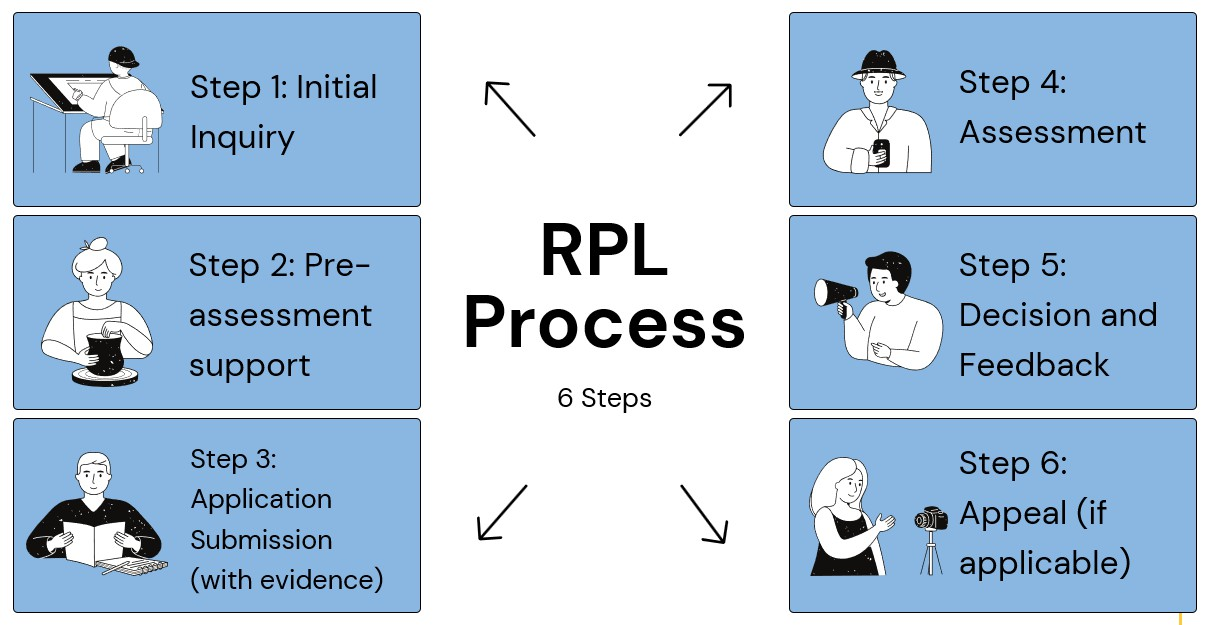 Step 1: Initial
Inquiry
Step 2: Pre-
assessment
support
Step 3:
Application
Submission
(with evidence)
RPL
Process
6 Steps
Step 4:
Assessment
Step 5:
Decision and
Feedback
Step 6:
Appeal (if
applicable)